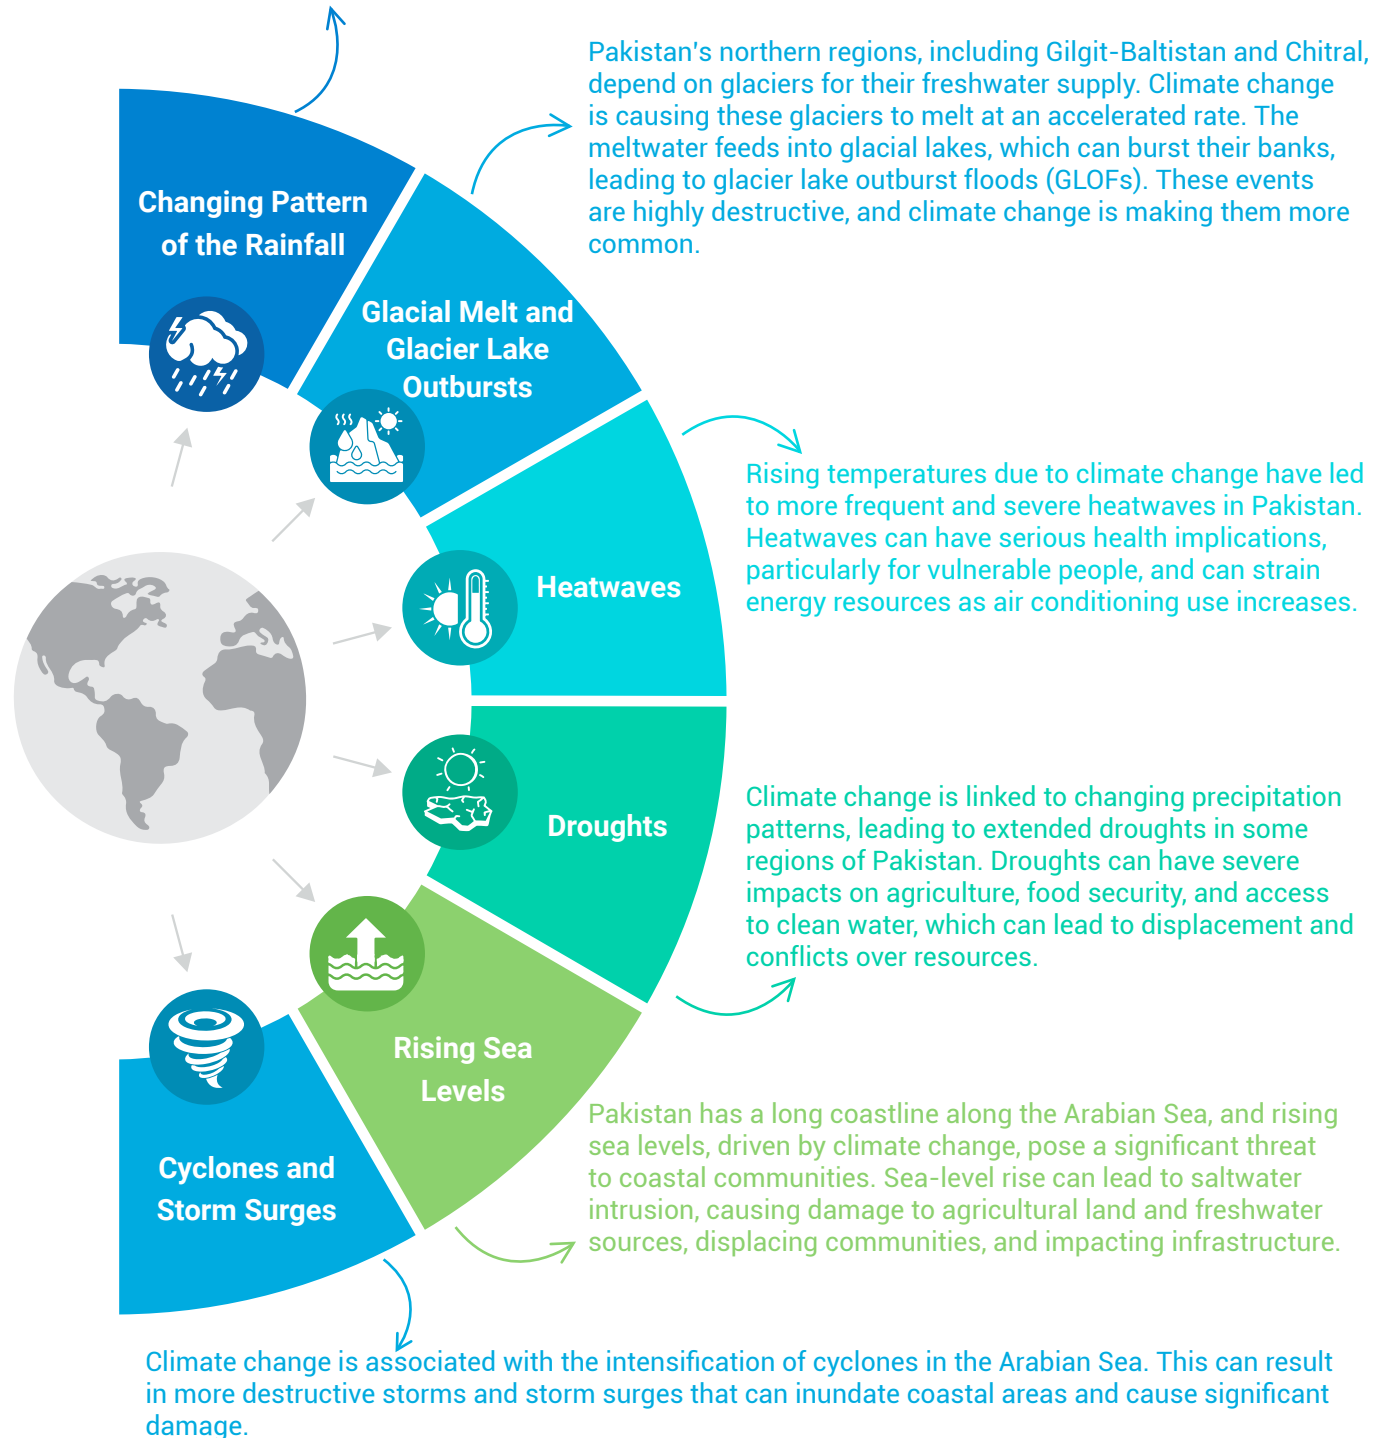 Changing Pattern
of the Rainfall
Pakistan's northern regions, including Gilgit-Baltistan and Chitral,
depend on glaciers for their freshwater supply. Climate change
is causing these glaciers to melt at an accelerated rate. The
meltwater feeds into glacial lakes, which can burst their banks,
leading to glacier lake outburst floods (GLOFs). These events
are highly destructive, and climate change is making them more
common.
Glacial Melt and
Glacier Lake
Outbursts
Rising temperatures due to climate change have led
to more frequent and severe heatwaves in Pakistan.
Heatwaves can have serious health implications,
particularly for vulnerable people, and can strain
energy resources as air conditioning use increases.
Heatwaves
Climate change is linked to changing precipitation
patterns, leading to extended droughts in some
regions of Pakistan. Droughts can have severe
impacts on agriculture, food security, and access
to clean water, which can lead to displacement and
conflicts over resources.
Droughts
Rising Sea
Levels
Pakistan has a long coastline along the Arabian Sea, and rising
sea levels, driven by climate change, pose a significant threat
to coastal communities. Sea-level rise can lead to saltwater
intrusion, causing damage to agricultural land and freshwater
sources, displacing communities, and impacting infrastructure.
Cyclones and
Storm Surges
Climate change is associated with the intensification of cyclones in the Arabian Sea. This can result
in more destructive storms and storm surges that can inundate coastal areas and cause significant
damage.